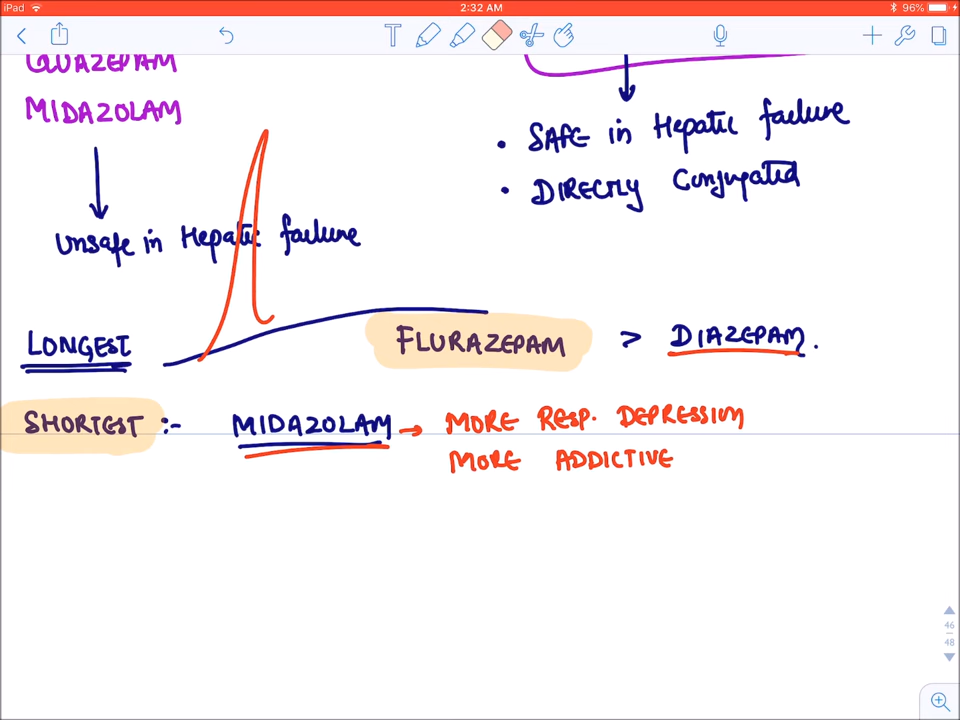 iPad 2:32 AM 96%
T
QUAZEPAM
MIDAZOLAM
Unsafe in Hepatic failure
• SAFE in Hepatic failure
• DIRECTLY Conjugated
LONGEST FLURAZEPAM > DIAZEPAM.
SHORTEST :- MIDAZOLAM → MORE RESP. DEPRESSION
MORE ADDICTIVE
46
48